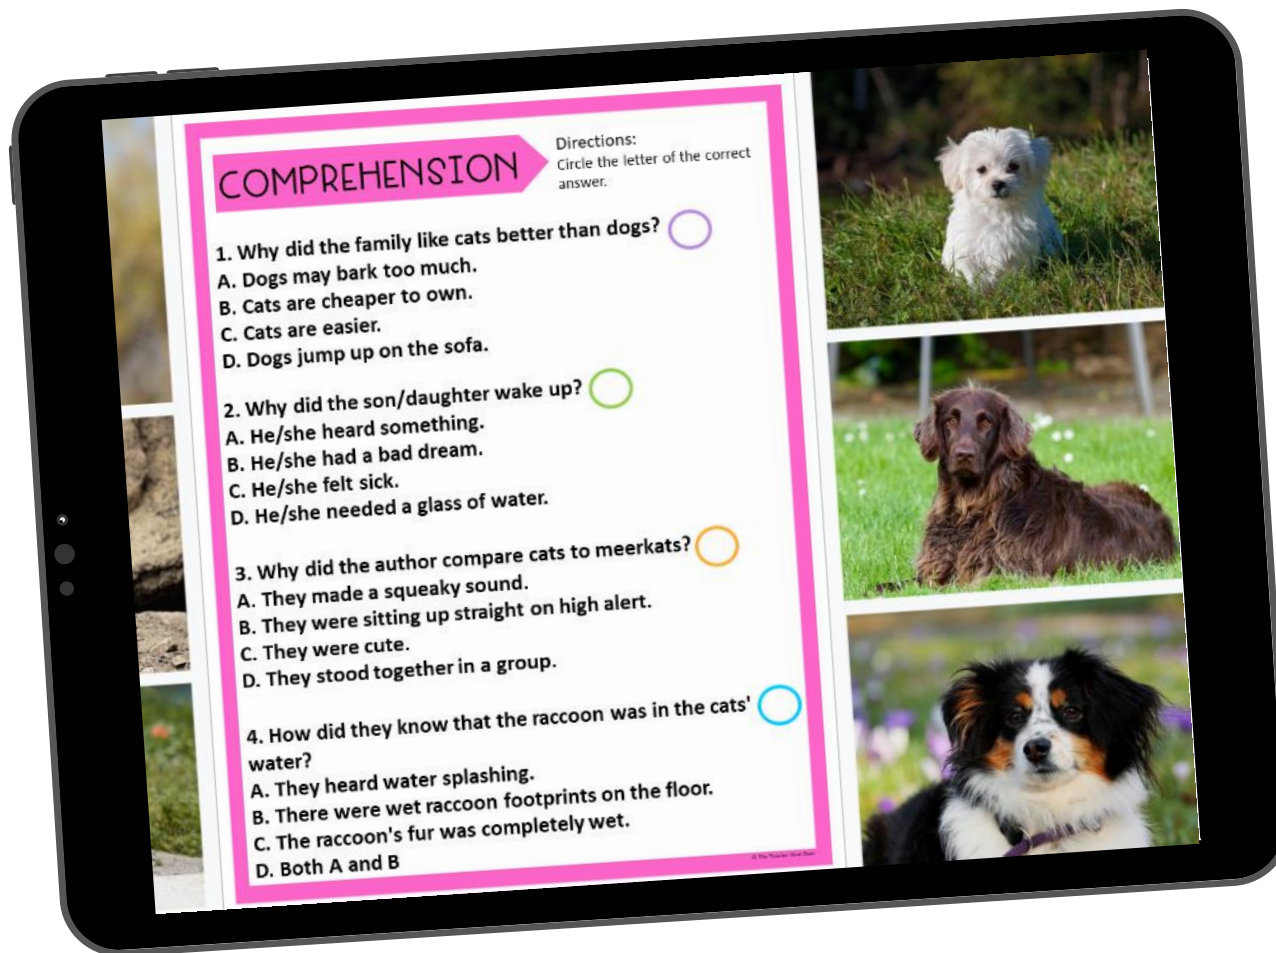 COMPREHENSION
Directions:
Circle the letter of the correct
answer.
1. Why did the family like cats better than dogs?
A. Dogs may bark too much.
B. Cats are cheaper to own.
C. Cats are easier.
D. Dogs jump up on the sofa.
2. Why did the son/daughter wake up?
A. He/she heard something.
B. He/she had a bad dream.
C. He/she felt sick.
D. He/she needed a glass of water.
3. Why did the author compare cats to meerkats?
A. They made a squeaky sound.
B. They were sitting up straight on high alert.
C. They were cute.
D. They stood together in a group.
4. How did they know that the raccoon was in the cats'
water?
A. They heard water splashing.
B. There were wet raccoon footprints on the floor.
C. The raccoon's fur was completely wet.
D. Both A and B